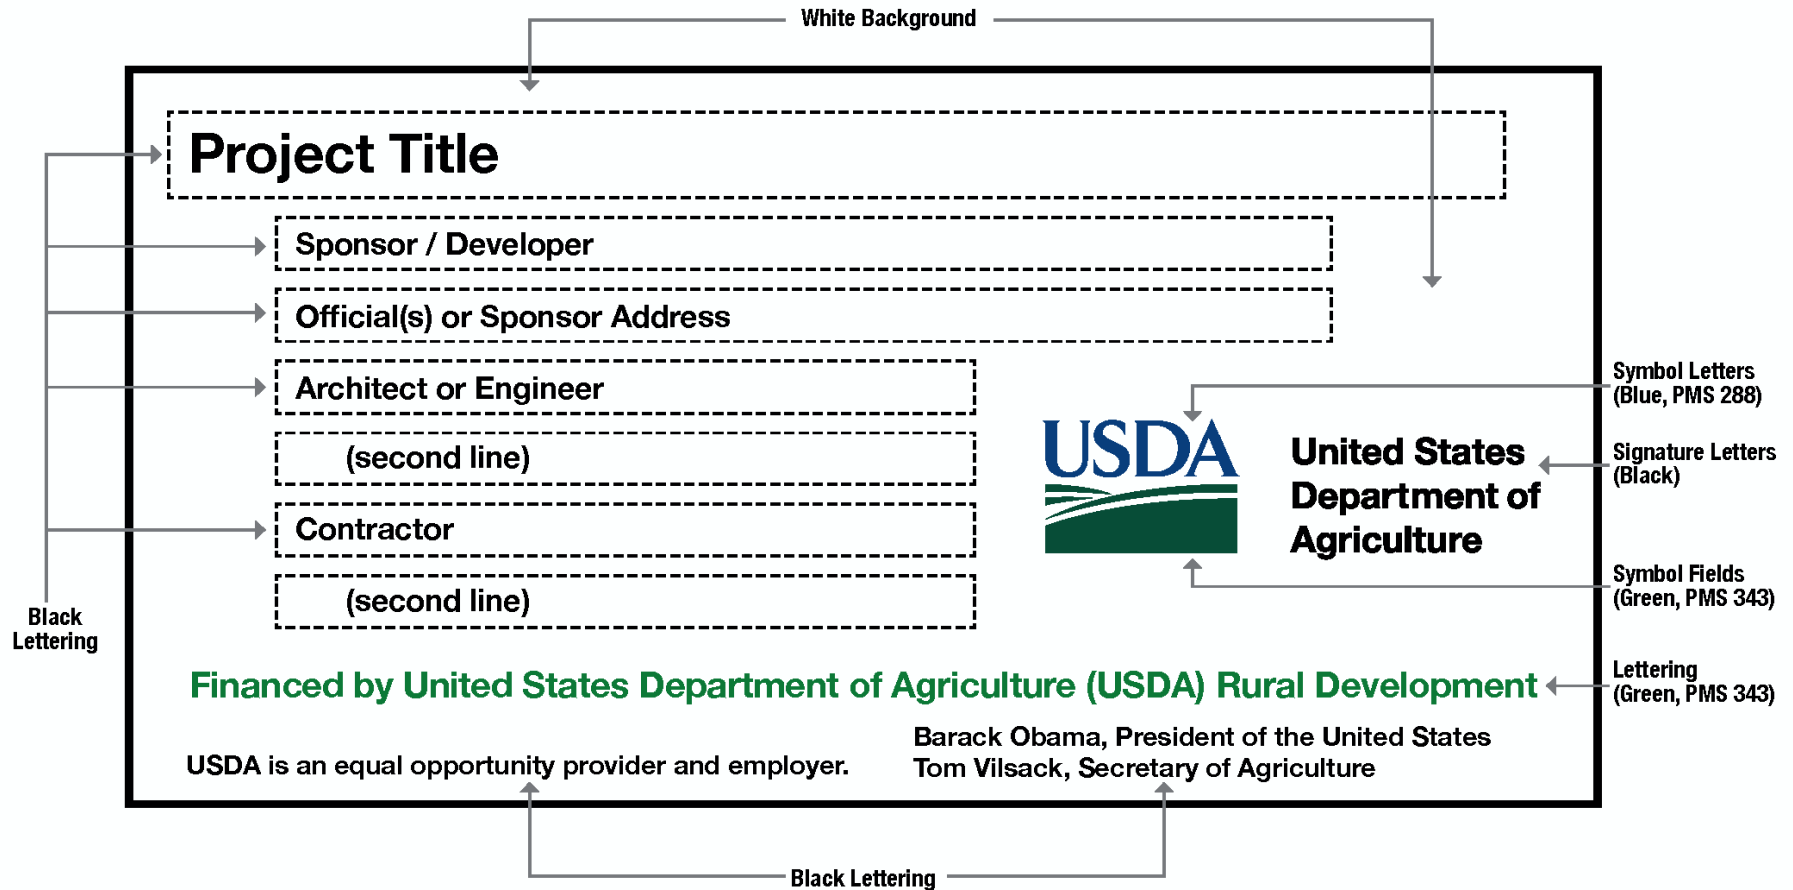 White Background
Project Title
Sponsor / Developer
Official(s) or Sponsor Address
Architect or Engineer
(second line)
Contractor
(second line)
Black
Lettering
USDA
United States
Department of
Agriculture
Symbol Letters
(Blue, PMS 288)
Signature Letters
(Black)
Symbol Fields
(Green, PMS 343)
Financed by United States Department of Agriculture (USDA) Rural Development
Lettering
(Green, PMS 343)
USDA is an equal opportunity provider and employer.
Barack Obama, President of the United States
Tom Vilsack, Secretary of Agriculture
Black Lettering